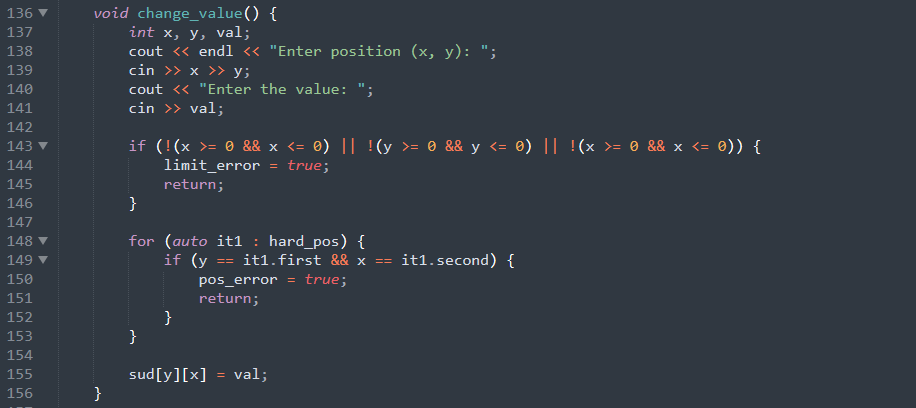 136 void change_value() {
137 int x, y, val;
138 cout << endl << "Enter position (x, y): ";
139 cin >> x >> y;
140 cout << "Enter the value: ";
141 cin >> val;
142
143 if (!(x >= 0 && x <= 0) || !(y >= 0 && y <= 0) || !(x >= 0 && x <= 0)) {
144 limit_error = true;
145 return;
146 }
147
148 for (auto it1 : hard_pos) {
149 if (y == it1.first && x == it1.second) {
150 pos_error = true;
151 return;
152 }
153 }
154
155 sud[y][x] = val;
156 }